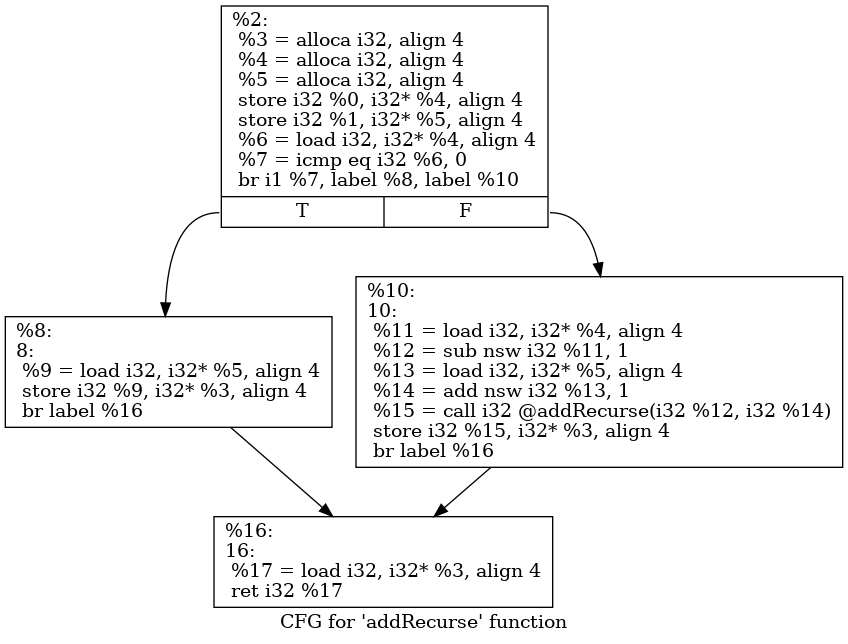 %2:
%3 = alloca i32, align 4
%4 = alloca i32, align 4
%5 = alloca i32, align 4
store i32 %0, i32* %4, align 4
store i32 %1, i32* %5, align 4
%6 = load i32, i32* %4, align 4
%7 = icmp eq i32 %6, 0
br i1 %7, label %8, label %10
T F
%8:
8:
%9 = load i32, i32* %5, align 4
store i32 %9, i32* %3, align 4
br label %16
%10:
10:
%11 = load i32, i32* %4, align 4
%12 = sub nsw i32 %11, 1
%13 = load i32, i32* %5, align 4
%14 = add nsw i32 %13, 1
%15 = call i32 @addRecurse(i32 %12, i32 %14)
store i32 %15, i32* %3, align 4
br label %16
%16:
16:
%17 = load i32, i32* %3, align 4
ret i32 %17
CFG for 'addRecurse' function